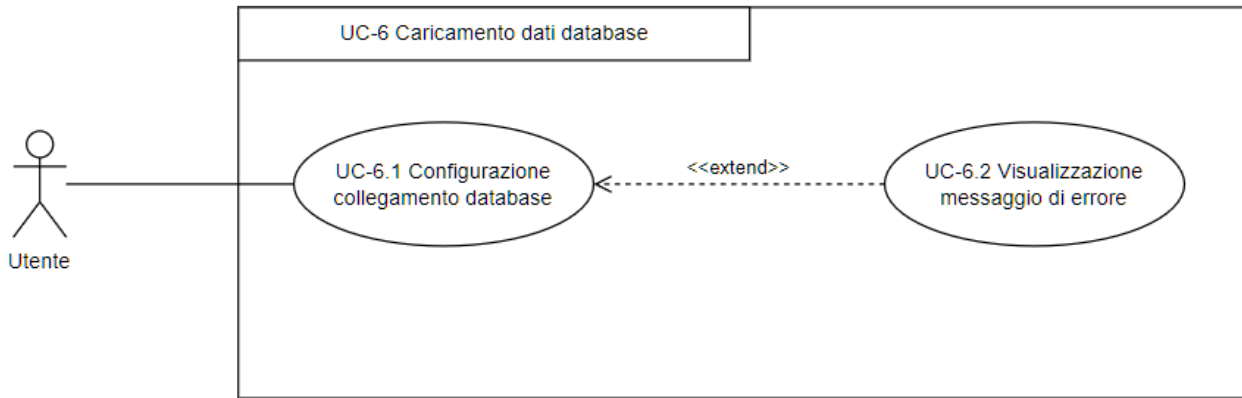 UC-6 Caricamento dati database
UC-6.1 Configurazione
collegamento database
<<extend>>
UC-6.2 Visualizzazione
messaggio di errore
Utente